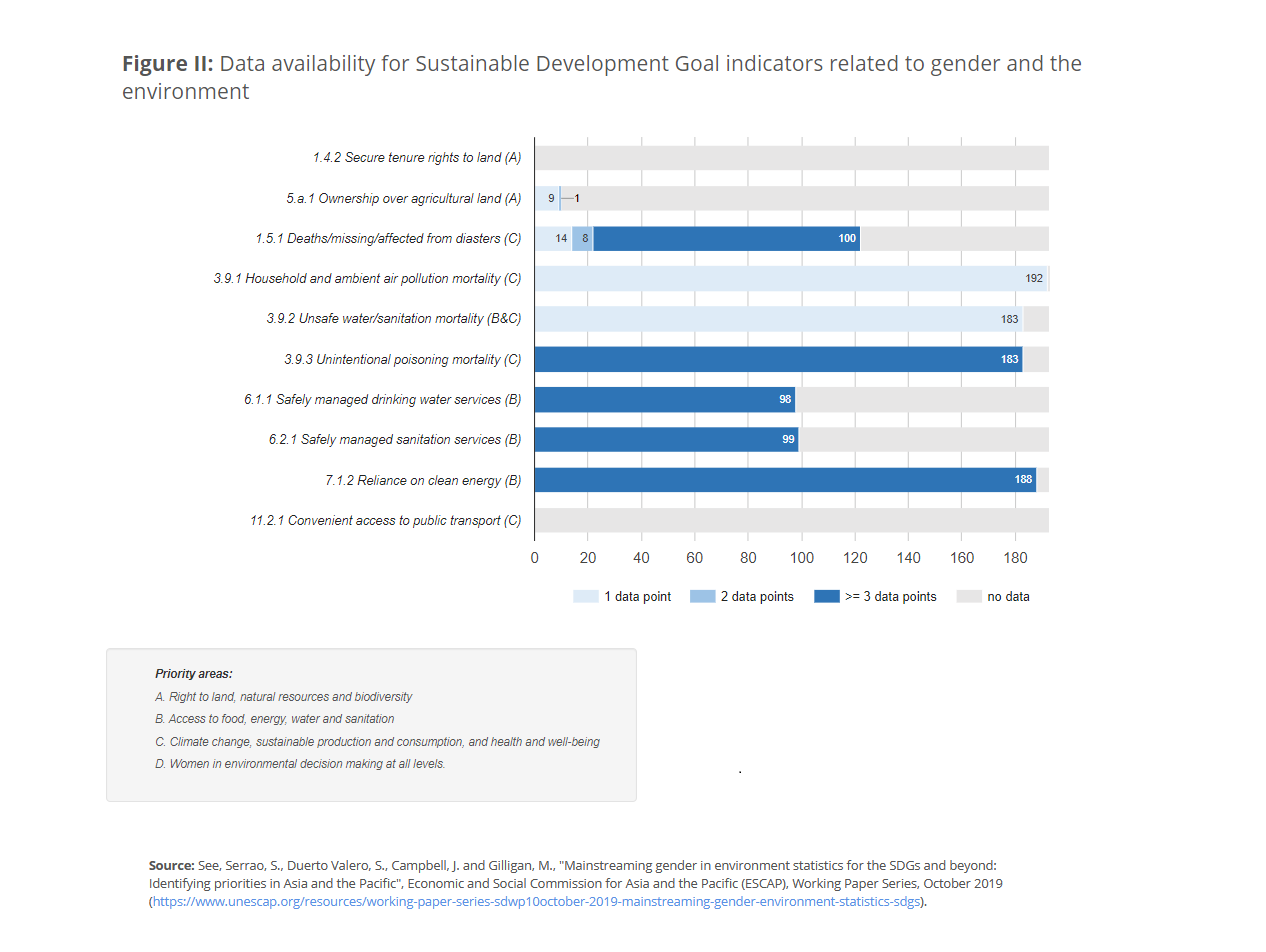 Figure II: Data availability for Sustainable Development Goal indicators related to gender and the
environment
1.4.2 Secure tenure rights to land (A)
5.a.1 Ownership over agricultural land (A)
9
1
1.5.1 Deaths/missing/affected from diasters (C)
14
8
100
3.9.1 Household and ambient air pollution mortality (C)
192
3.9.2 Unsafe water/sanitation mortality (B&C)
183
3.9.3 Unintentional poisoning mortality (C)
183
6.1.1 Safely managed drinking water services (B)
98
6.2.1 Safely managed sanitation services (B)
99
7.1.2 Reliance on clean energy (B)
188
11.2.1 Convenient access to public transport (C)
0 20 40 60 80 100 120 140 160 180
1 data point 2 data points >= 3 data points no data
Priority areas:
A. Right to land, natural resources and biodiversity
B. Access to food, energy, water and sanitation
C. Climate change, sustainable production and consumption, and health and well-being
D. Women in environmental decision making at all levels.
.
Source: See, Serrao, S., Duerto Valero, S., Campbell, J. and Gilligan, M., "Mainstreaming gender in environment statistics for the SDGs and beyond:
Identifying priorities in Asia and the Pacific", Economic and Social Commission for Asia and the Pacific (ESCAP), Working Paper Series, October 2019
(https://www.unescap.org/resources/working-paper-series-sdwp10october-2019-mainstreaming-gender-environment-statistics-sdgs).